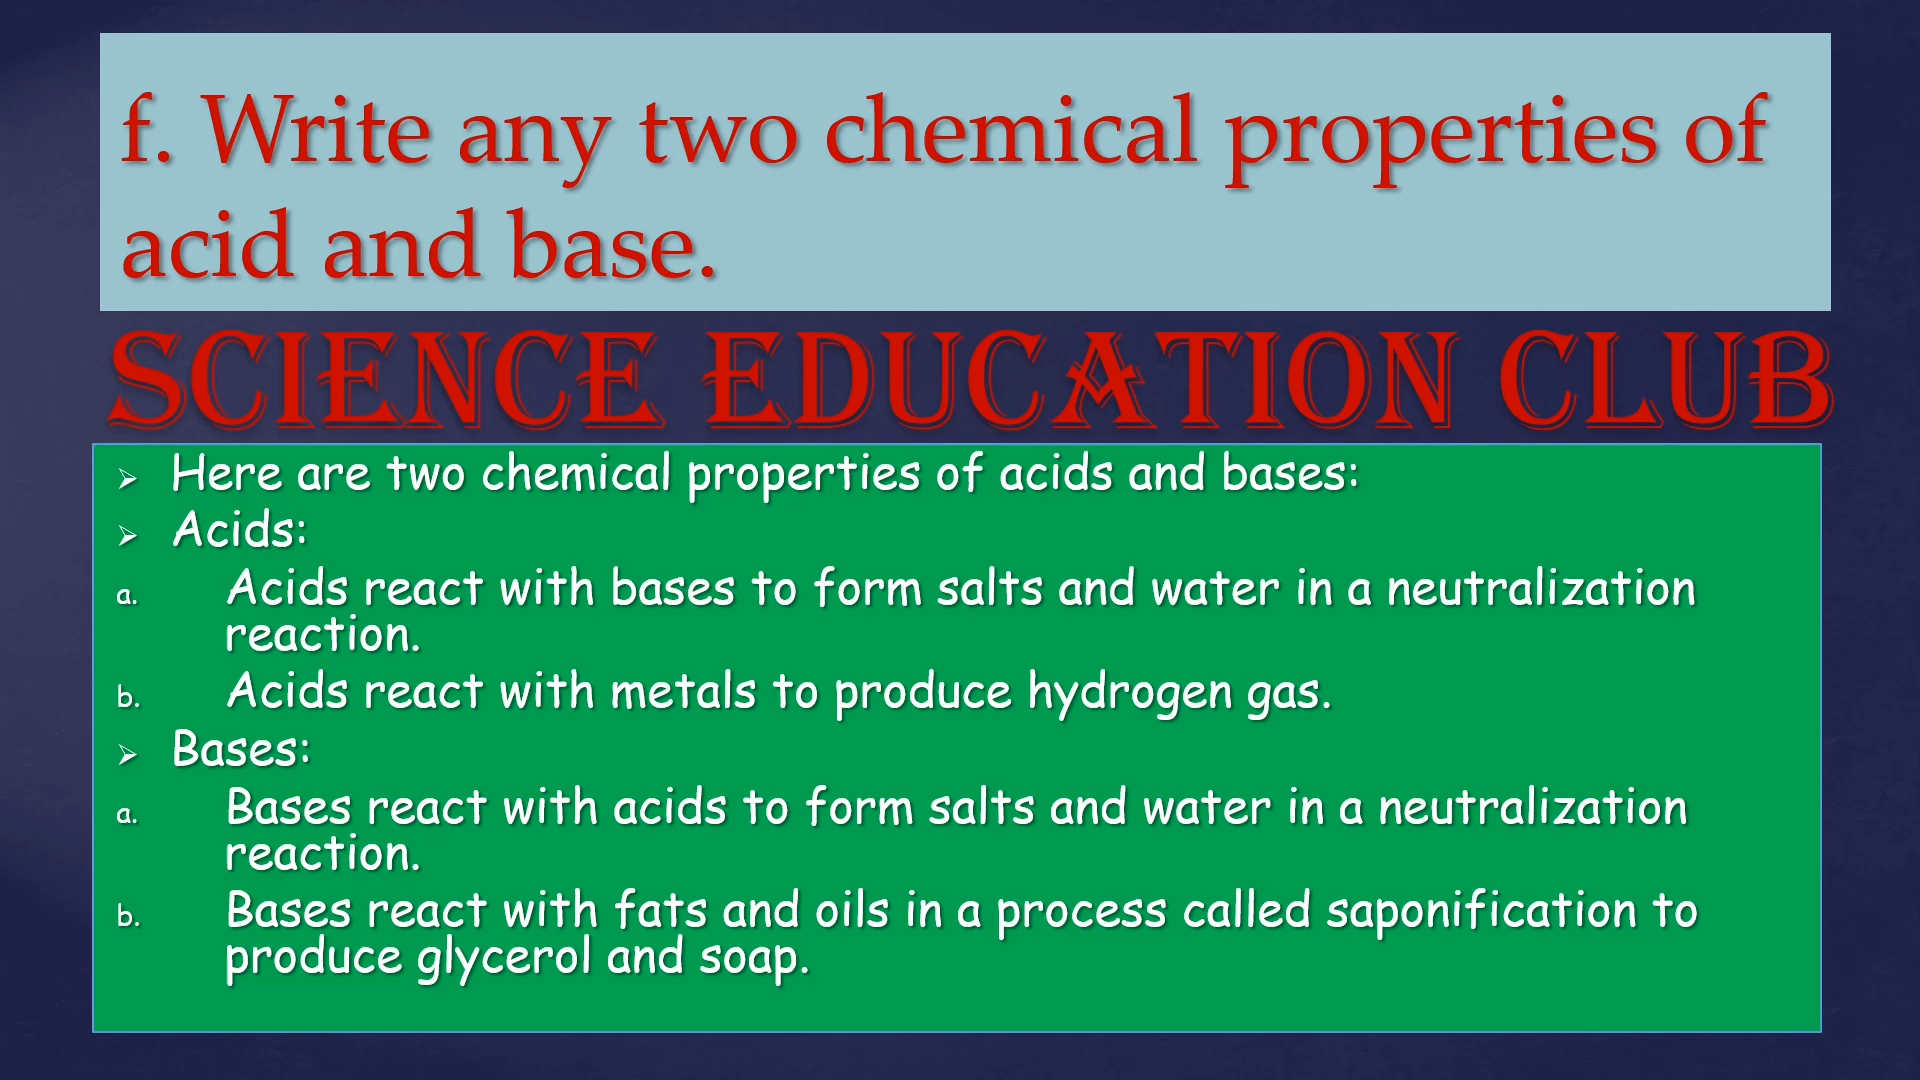 f. Write any two chemical properties of
acid and base.
SCIENCE EDUCATION CLUB
➢ Here are two chemical properties of acids and bases:
➢ Acids:
a. Acids react with bases to form salts and water in a neutralization
reaction.
b. Acids react with metals to produce hydrogen gas.
➢ Bases:
a. Bases react with acids to form salts and water in a neutralization
reaction.
b. Bases react with fats and oils in a process called saponification to
produce glycerol and soap.